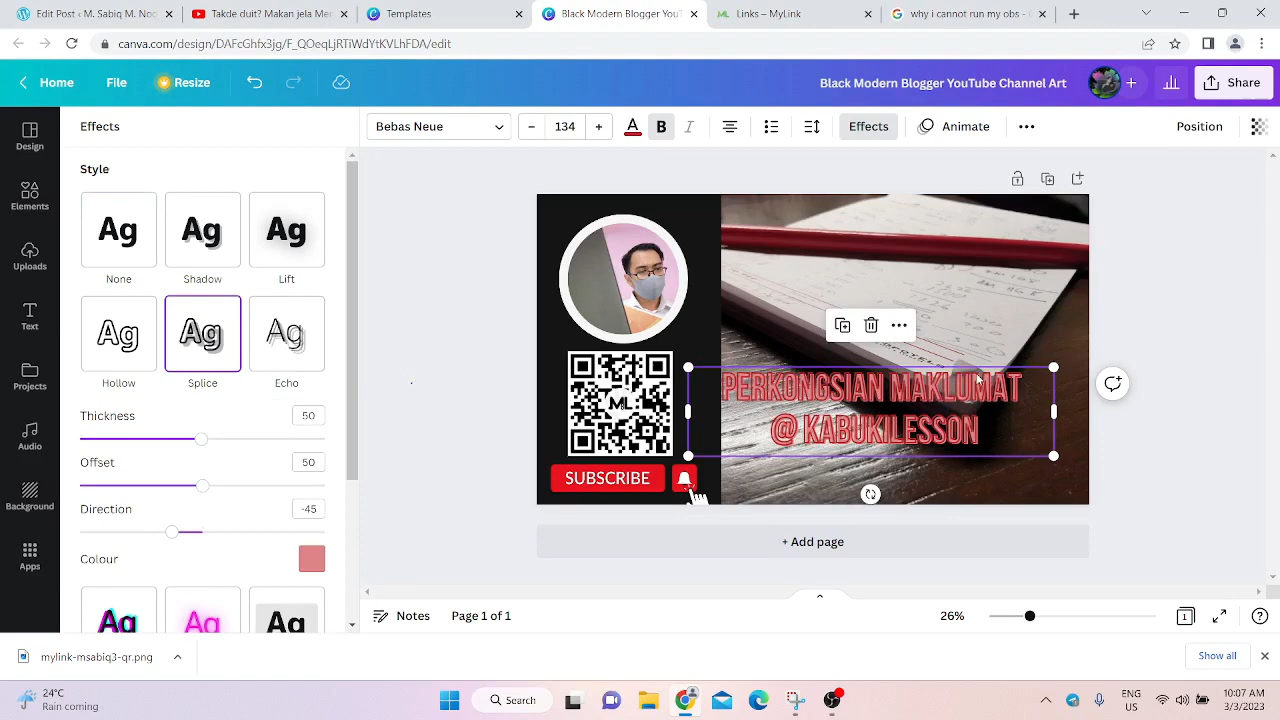 Edit Post ‹ M. Sabiq M. Noo
Takde duit? Makem jela Mer
Templates
Black Modern Blogger YouT
Links – MyLink
why i cannot run my obs -
canva.com/design/DAFcGhfx3jg/F_QOeqLjRTiWdYtKVLhFDA/edit
Home
File
Resize
Black Modern Blogger YouTube Channel Art
Share
Effects
Bebas Neue
134
A
B
I
Effects
Animate
Position
Design
Elements
Uploads
Text
Projects
Audio
Background
Apps
Style
Ag
Ag
Ag
None
Shadow
Lift
Ag
Ag
Ag
Hollow
Splice
Echo
Thickness
50
Offset
50
Direction
-45
Colour
Ag
Ag
Ag
ML
SUBSCRIBE
PERKONGSIAN MAKLUMAT
@ KABUKILESSON
+ Add page
Notes
Page 1 of 1
26%
1
mylink-msabiq3-qr.png
Show all
24°C
Rain coming
Search
ENG
US
10:07 AM
3/3/2023